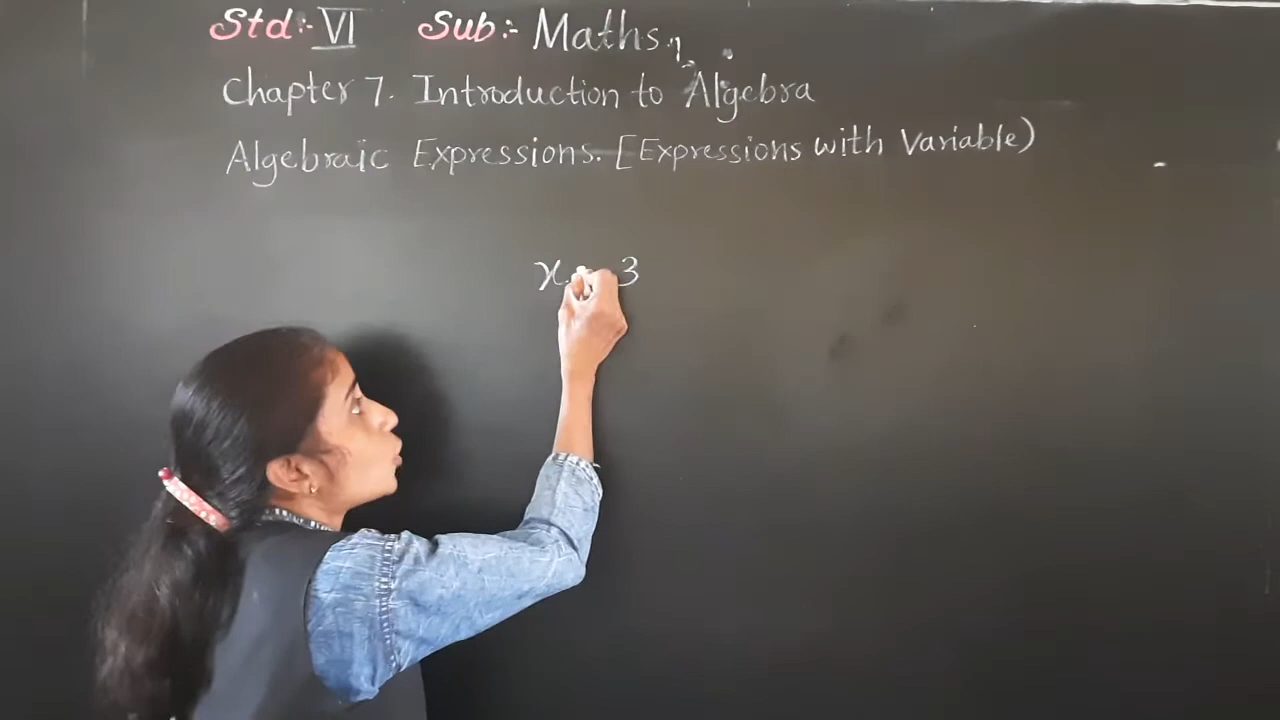 Std:- VI Sub:- Maths.
Chapter 7. Introduction to Algebra
Algebraic Expressions. [Expressions with Variable)
x 3